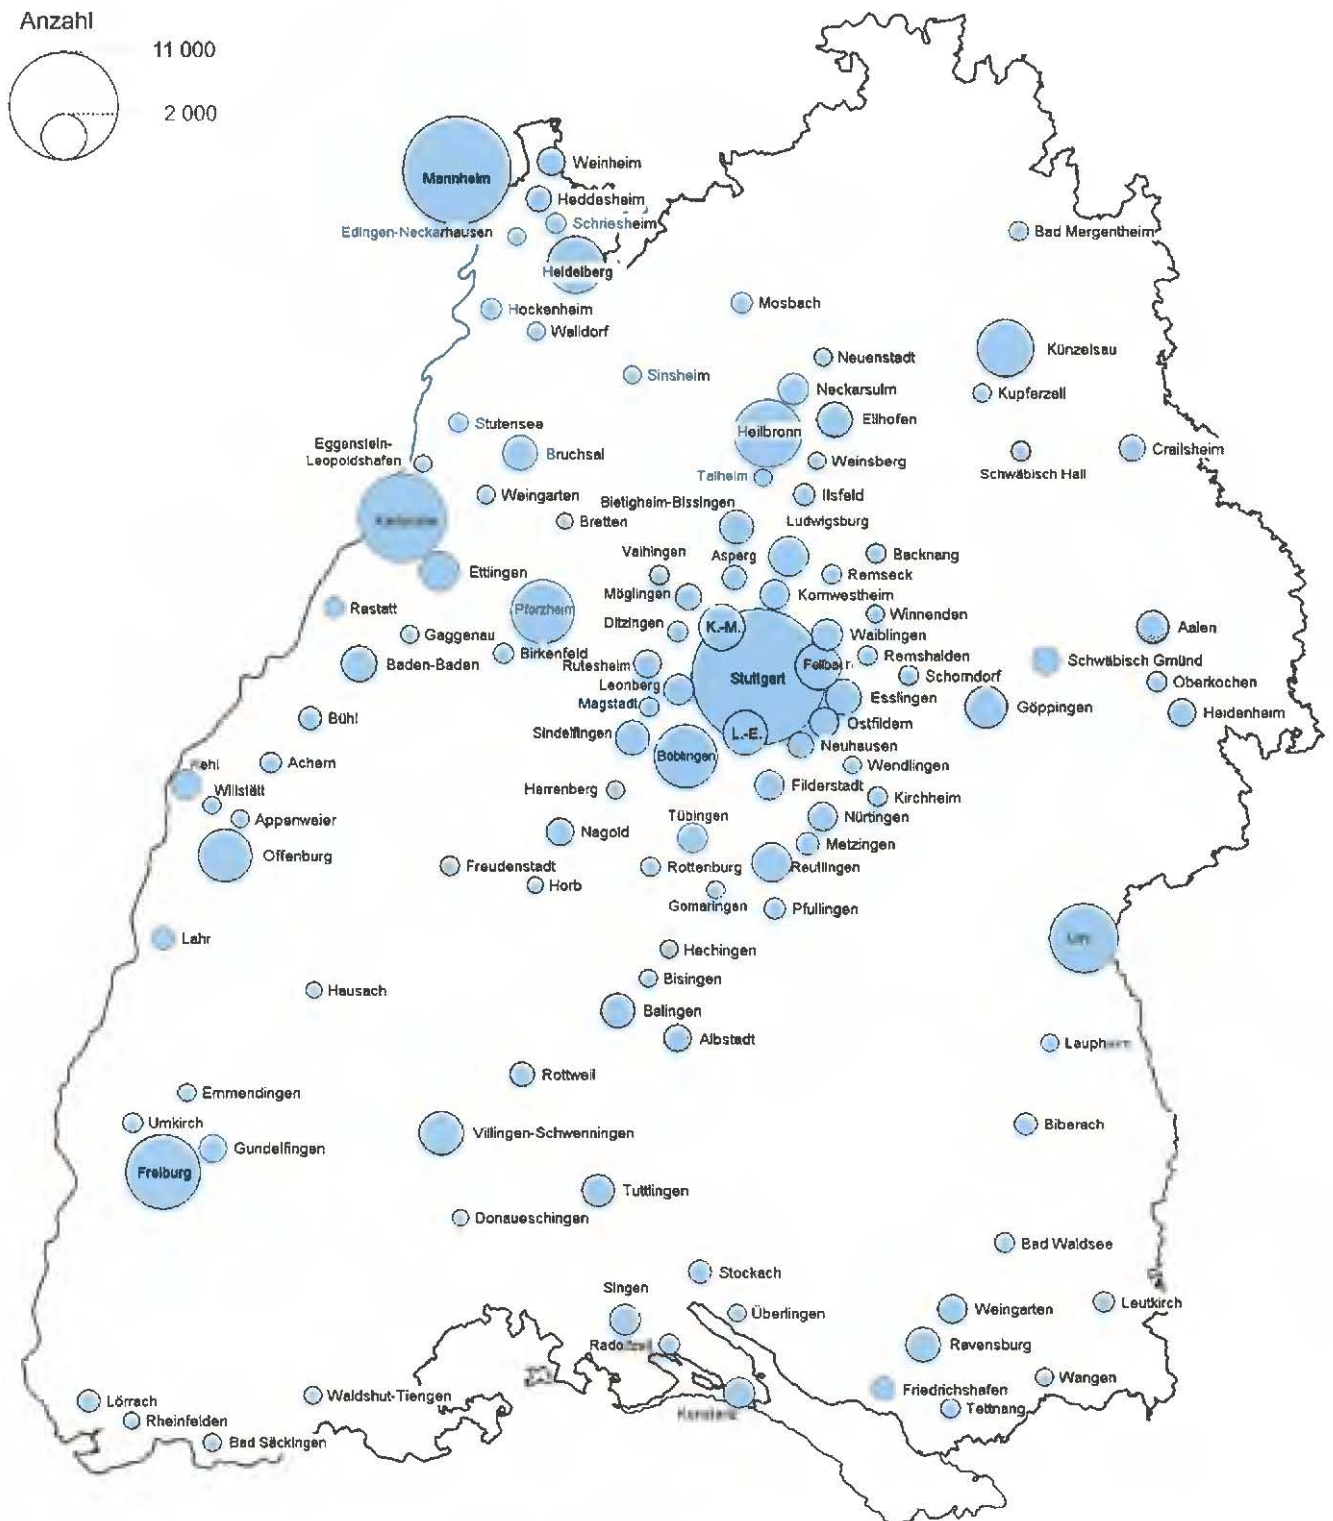 Anzahl
11 000
2 000
Weinheim
Mannheim
Heddesheim
Schriesheim
Edingen-Neckarhausen
Bad Mergentheim
Heidelberg
Mosbach
Hockenheim
Walldorf
Künzelsau
Neuenstadt
Sinsheim
Neckarsulm
Kupferzell
Ellhofen
Stutensee
Heilbronn
Eggenstein-
Leopoldshafen
Bruchsal
Crailsheim
Weinsberg
Schwäbisch Hall
Talheim
Weingarten
Ilsfeld
Bietigheim-Bissingen
Karlsruhe
Bretten
Ludwigsburg
Vaihingen
Asperg
Backnang
Ettlingen
Remseck
Möglingen
Kornwestheim
Rastatt
Pforzheim
Winnenden
Ditzingen
K.-M.
Aalen
Gaggenau
Waiblingen
Birkenfeld
Baden-Baden
Rutesheim
Fellbach
Remshalden
Schwäbisch Gmünd
Stuttgart
Schorndorf
Oberkochen
Leonberg
Esslingen
Magstadt
Göppingen
Heidenheim
Bühl
Ostfildern
Sindelfingen
L.-E.
Neuhausen
Böblingen
Kehl
Achern
Wendlingen
Herrenberg
Filderstadt
Willstätt
Kirchheim
Appenweier
Tübingen
Nürtingen
Nagold
Metzingen
Offenburg
Freudenstadt
Rottenburg
Reutlingen
Horb
Gomaringen
Pfullingen
Lahr
Ulm
Hechingen
Bisingen
Hausach
Balingen
Albstadt
Laupheim
Rottweil
Emmendingen
Umkirch
Villingen-Schwenningen
Biberach
Gundelfingen
Freiburg
Tuttlingen
Donaueschingen
Bad Waldsee
Stockach
Singen
Überlingen
Weingarten
Leutkirch
Radolfzell
Ravensburg
Wangen
Friedrichshafen
Waldshut-Tiengen
Lörrach
Konstanz
Tettnang
Rheinfelden
Bad Säckingen